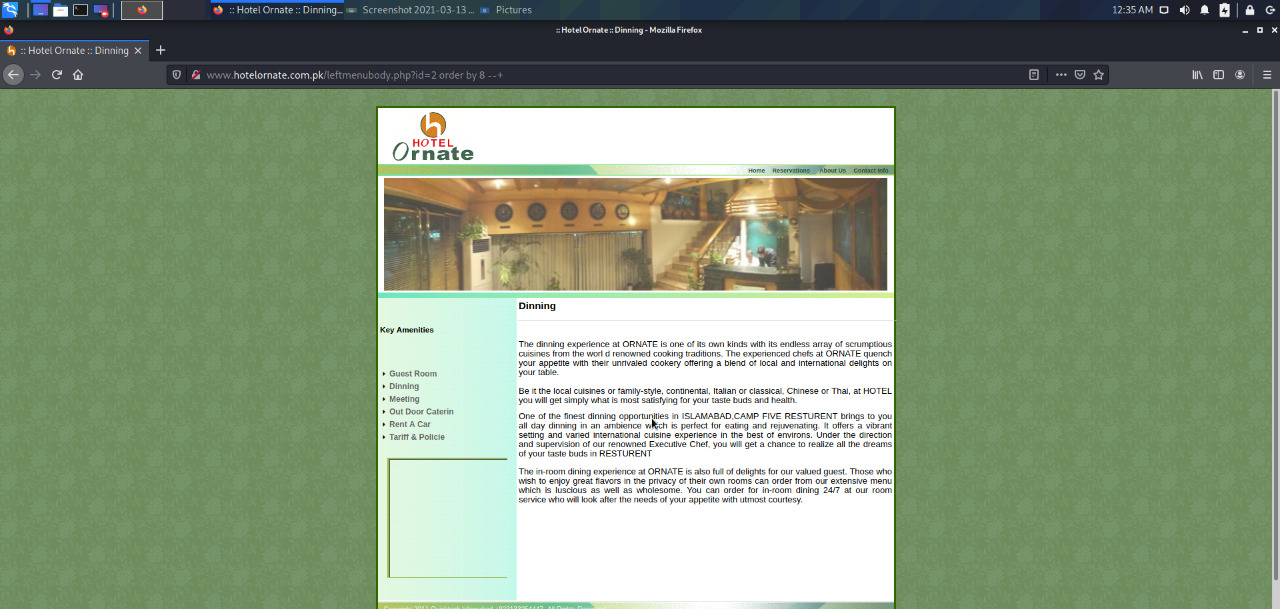 :: Hotel Ornate :: Dinning...
Screenshot 2021-03-13 ...
Pictures
12:35 AM
:: Hotel Ornate :: Dinning - Mozilla Firefox
:: Hotel Ornate :: Dinning
www.hotelornate.com.pk/leftmenubody.php?id=2 order by 8 --+
h
HOTEL
Ornate
Home Reservations About Us Contact Info
Dinning
Key Amenities
Guest Room
Dinning
Meeting
Out Door Caterin
Rent A Car
Tariff & Policie
The dinning experience at ORNATE is one of its own kinds with its endless array of scrumptious
cuisines from the worl d renowned cooking traditions. The experienced chefs at ORNATE quench
your appetite with their unrivaled cookery offering a blend of local and international delights on
your table.
Be it the local cuisines or family-style, continental, Italian or classical, Chinese or Thai, at HOTEL
you will get simply what is most satisfying for your taste buds and health.
One of the finest dinning opportunities in ISLAMABAD,CAMP FIVE RESTURENT brings to you
all day dinning in an ambience which is perfect for eating and rejuvenating. It offers a vibrant
setting and varied international cuisine experience in the best of environs. Under the direction
and supervision of our renowned Executive Chef, you will get a chance to realize all the dreams
of your taste buds in RESTURENT
The in-room dining experience at ORNATE is also full of delights for our valued guest. Those who
wish to enjoy great flavors in the privacy of their own rooms can order from our extensive menu
which is luscious as well as wholesome. You can order for in-room dining 24/7 at our room
service who will look after the needs of your appetite with utmost courtesy.